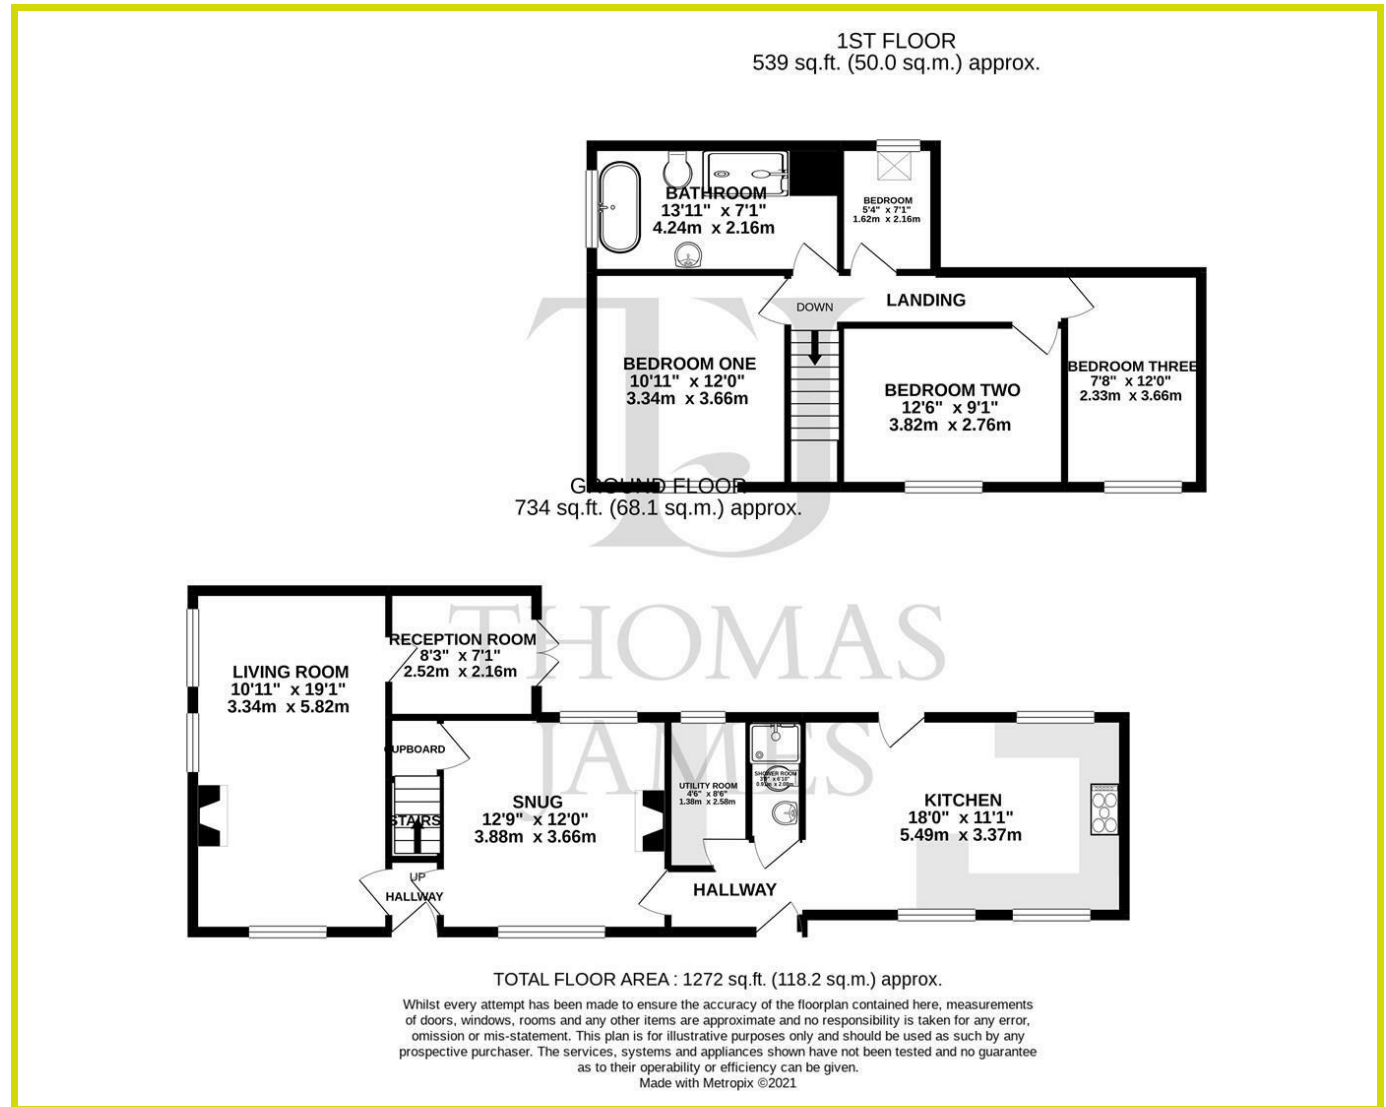 1ST FLOOR
539 sq.ft. (50.0 sq.m.) approx.
BATHROOM
13'11" x 7'1"
4.24m x 2.16m
BEDROOM
5'4" x 7'1"
1.62m x 2.16m
DOWN
LANDING
BEDROOM ONE
10'11" x 12'0"
3.34m x 3.66m
BEDROOM TWO
12'6" x 9'1"
3.82m x 2.76m
BEDROOM THREE
7'8" x 12'0"
2.33m x 3.66m
TJ
THOMAS
JAMES
GROUND FLOOR
734 sq.ft. (68.1 sq.m.) approx.
LIVING ROOM
10'11" x 19'1"
3.34m x 5.82m
RECEPTION ROOM
8'3" x 7'1"
2.52m x 2.16m
CUPBOARD
STAIRS
UP
HALLWAY
SNUG
12'9" x 12'0"
3.88m x 3.66m
UTILITY ROOM
4'6" x 8'6"
1.38m x 2.58m
SHOWER ROOM
HALLWAY
KITCHEN
18'0" x 11'1"
5.49m x 3.37m
TOTAL FLOOR AREA : 1272 sq.ft. (118.2 sq.m.) approx.
Whilst every attempt has been made to ensure the accuracy of the floorplan contained here, measurements
of doors, windows, rooms and any other items are approximate and no responsibility is taken for any error,
omission or mis-statement. This plan is for illustrative purposes only and should be used as such by any
prospective purchaser. The services, systems and appliances shown have not been tested and no guarantee
as to their operability or efficiency can be given.
Made with Metropix ©2021